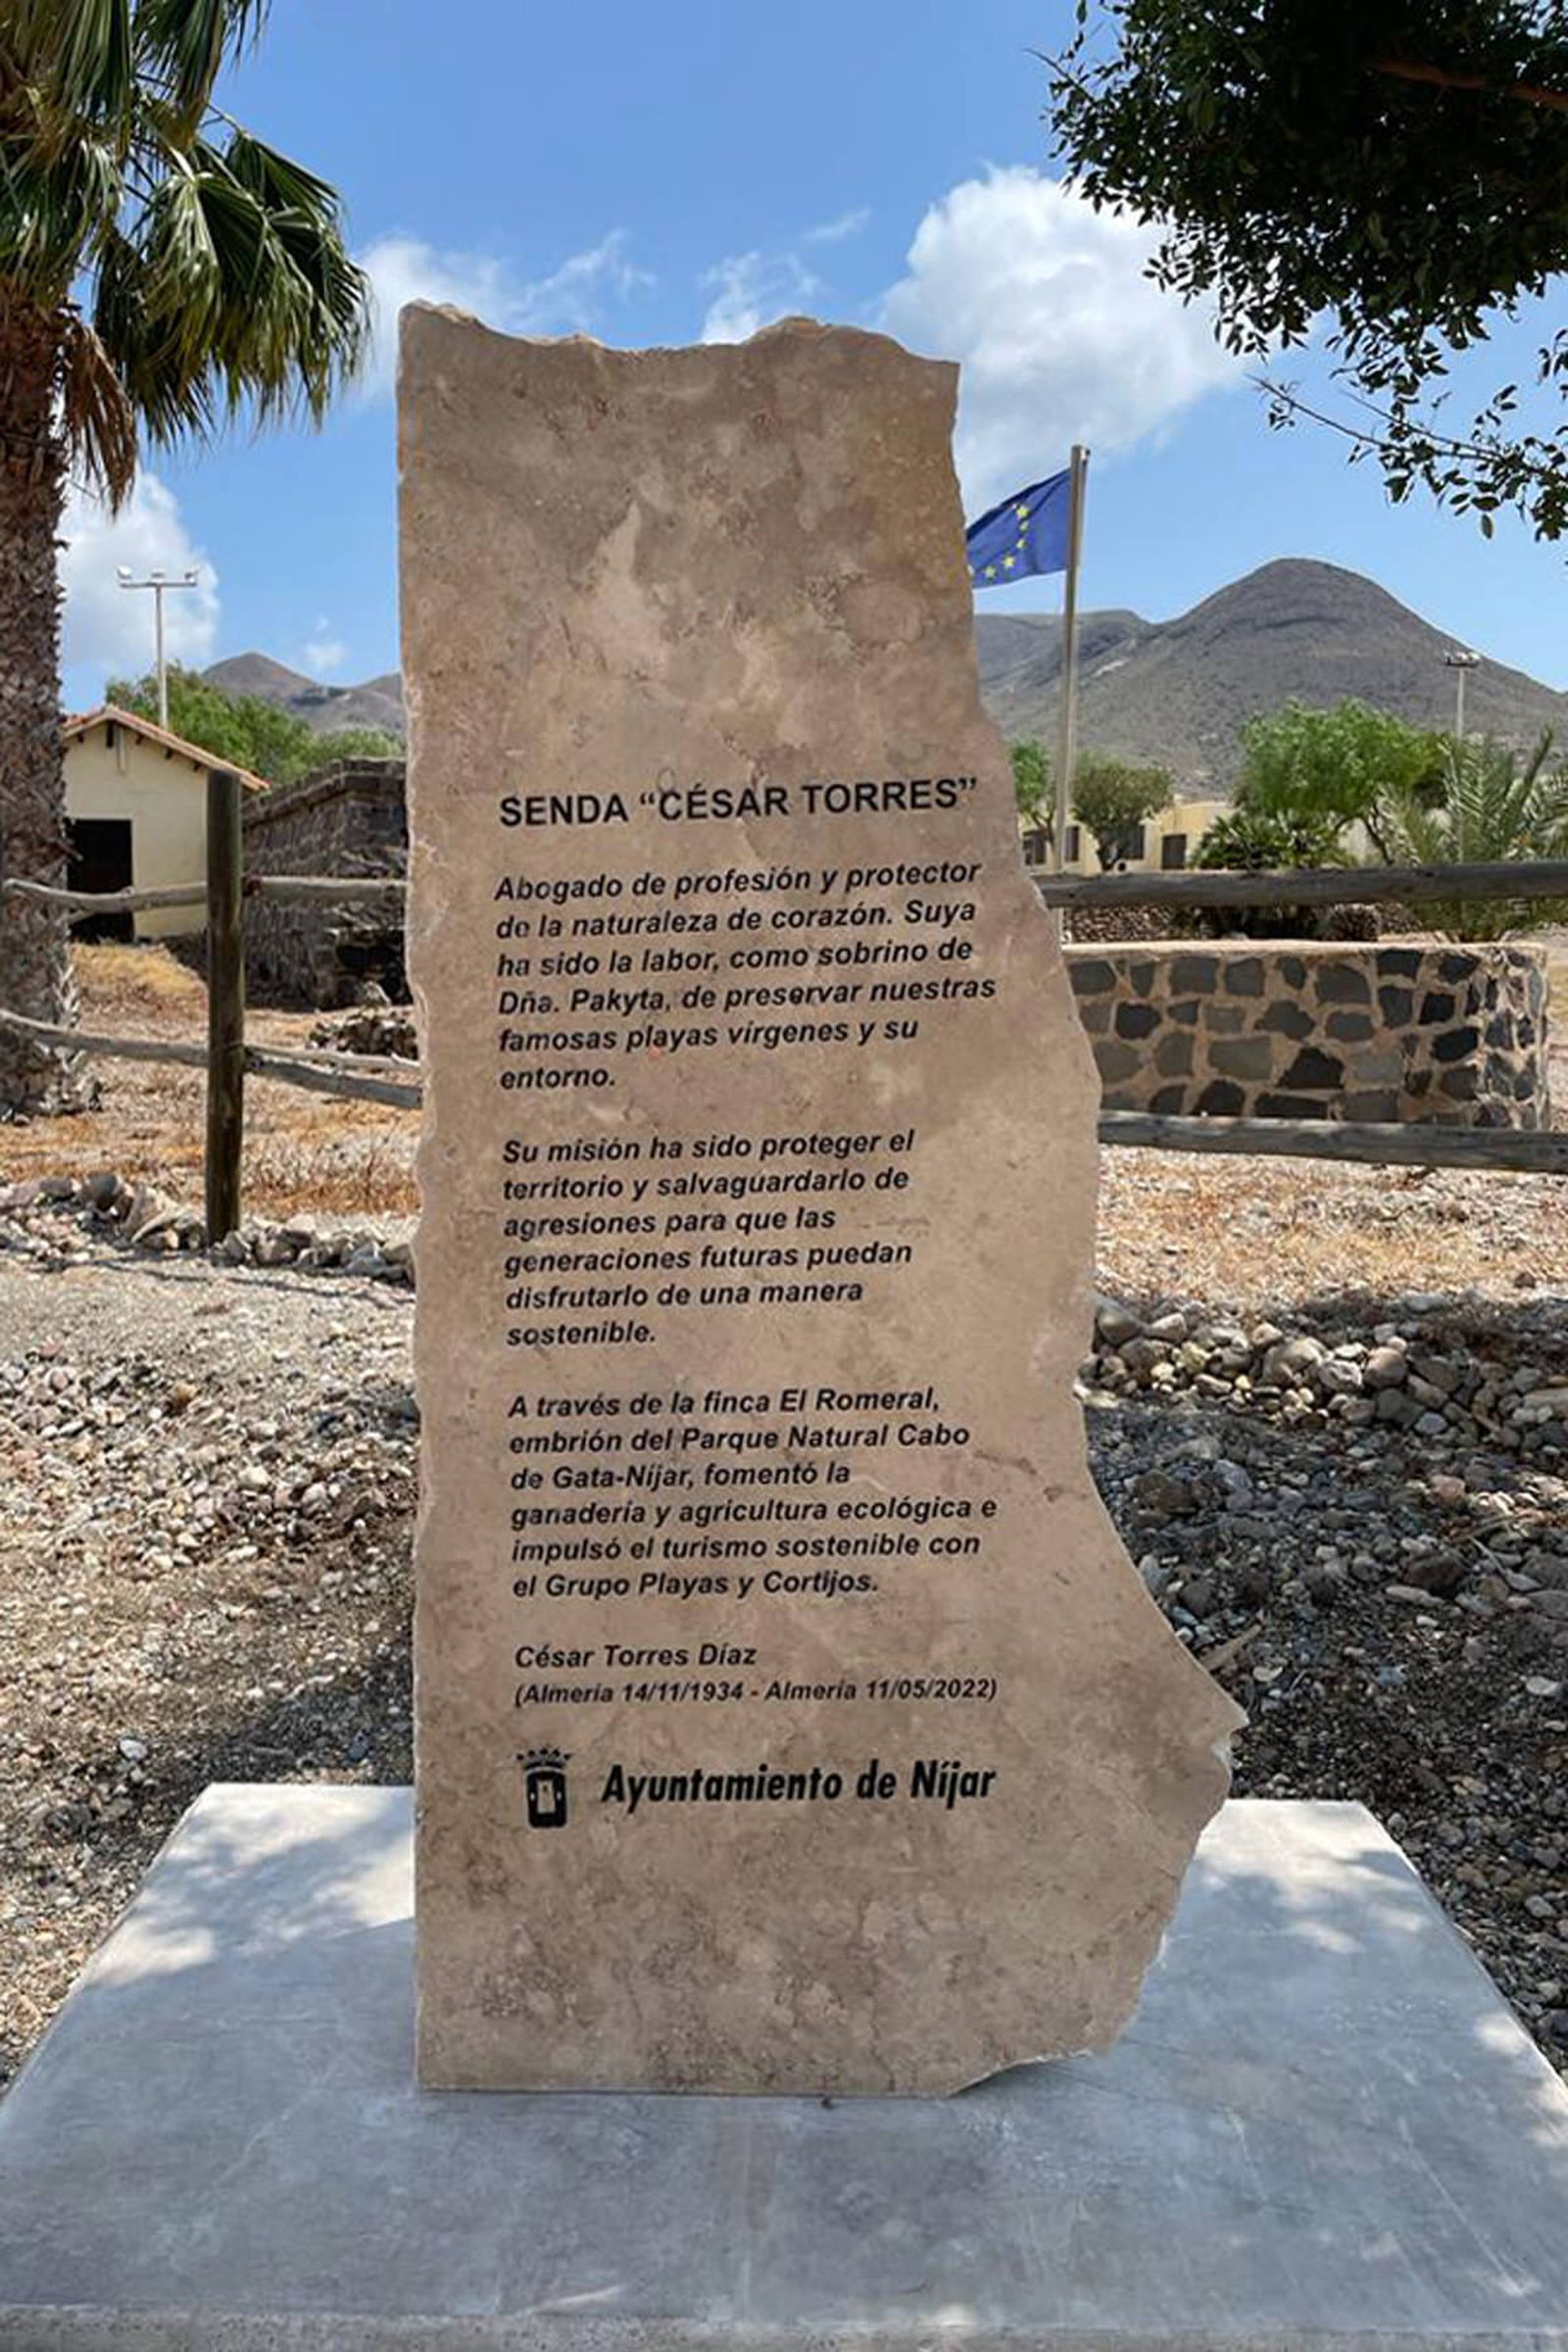 SENDA “CÉSAR TORRES”
Abogado de profesión y protector
de la naturaleza de corazón. Suya
ha sido la labor, como sobrino de
Dña. Pakyta, de preservar nuestras
famosas playas vírgenes y su
entorno.
Su misión ha sido proteger el
territorio y salvaguardarlo de
agresiones para que las
generaciones futuras puedan
disfrutarlo de una manera
sostenible.
A través de la finca El Romeral,
embrión del Parque Natural Cabo
de Gata-Níjar, fomentó la
ganadería y agricultura ecológica e
impulsó el turismo sostenible con
el Grupo Playas y Cortijos.
César Torres Díaz
(Almería 14/11/1934 - Almería 11/05/2022)
Ayuntamiento de Níjar